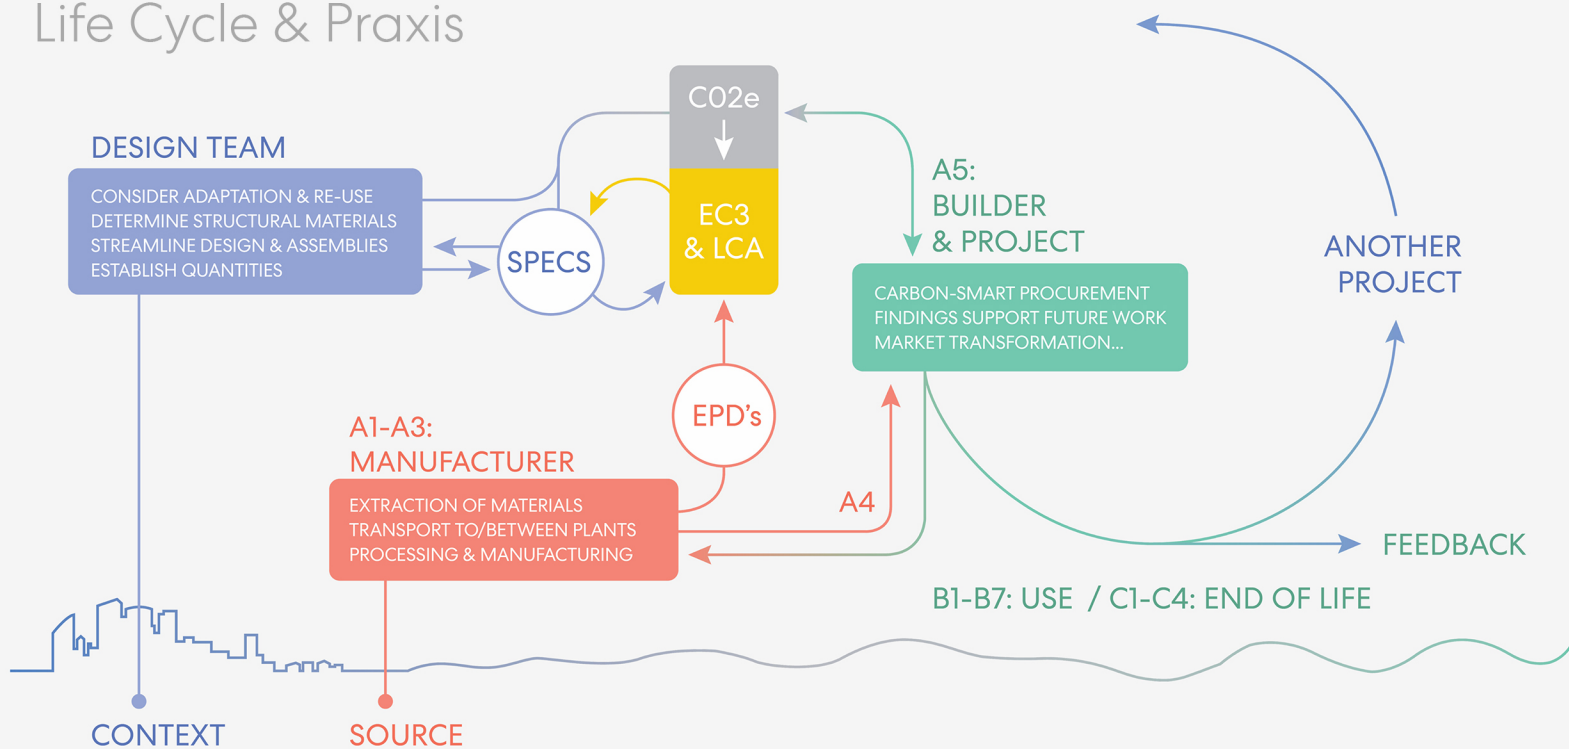 Life Cycle & Praxis
C02e
DESIGN TEAM
CONSIDER ADAPTATION & RE-USE
DETERMINE STRUCTURAL MATERIALS
STREAMLINE DESIGN & ASSEMBLIES
ESTABLISH QUANTITIES
SPECS
EC3
& LCA
A5:
BUILDER
& PROJECT
CARBON-SMART PROCUREMENT
FINDINGS SUPPORT FUTURE WORK
MARKET TRANSFORMATION...
ANOTHER
PROJECT
EPD's
A1-A3:
MANUFACTURER
EXTRACTION OF MATERIALS
TRANSPORT TO/BETWEEN PLANTS
PROCESSING & MANUFACTURING
A4
FEEDBACK
B1-B7: USE / C1-C4: END OF LIFE
CONTEXT
SOURCE